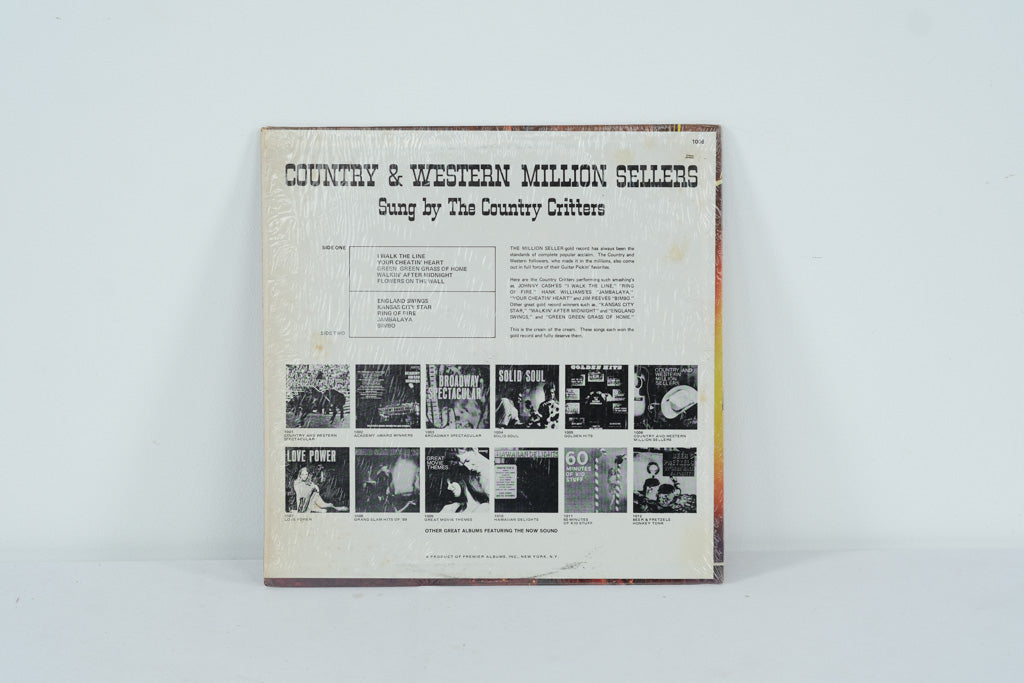 1006
COUNTRY & WESTERN MILLION SELLERS
Sung by The Country Critters
SIDE ONE
I WALK THE LINE
YOUR CHEATIN' HEART
GREEN, GREEN GRASS OF HOME
WALKIN' AFTER MIDNIGHT
FLOWERS ON THE WALL
ENGLAND SWINGS
KANSAS CITY STAR
RING OF FIRE
JAMBALAYA
BIMBO
SIDE TWO
THE MILLION SELLER gold record has always been the
standards of complete popular acclaim. The Country and
Western followers, who made it in the millions, also come
out in full force of their Guitar Pickin' favorites.
Here are the Country Critters performing such smashing's
as JOHNNY CASH'ES "I WALK THE LINE," "RING
OF FIRE," HANK WILLIAMS'ES "JAMBALAYA,"
"YOUR CHEATIN' HEART" and JIM REEVES "BIMBO."
Other great gold record winners such as, "KANSAS CITY
STAR," "WALKIN' AFTER MIDNIGHT" and "ENGLAND
SWINGS," and "GREEN GREEN GRASS OF HOME."
This is the cream of the cream. These songs each won the
gold record and fully deserve them.
BROADWAY
SPECTACULAR
SOLID SOUL
GOLDEN HITS
COUNTRY AND
WESTERN
MILLION
SELLERS
1001
COUNTRY AND WESTERN
SPECTACULAR
1002
ACADEMY AWARD WINNERS
1003
BROADWAY SPECTACULAR
1004
SOLID SOUL
1005
GOLDEN HITS
1006
COUNTRY AND WESTERN
MILLION SELLERS
LOVE POWER
GREAT
MOVIE
THEMES
HAWAIIAN DELIGHTS
60
MINUTES
OF KID
STUFF
1007
LOVE POWER
1008
GRAND SLAM HITS OF '69
1009
GREAT MOVIE THEMES
1010
HAWAIIAN DELIGHTS
1011
60 MINUTES
OF KID STUFF
1012
BEER & PRETZELS
HONKEY TONK
OTHER GREAT ALBUMS FEATURING THE NOW SOUND
A PRODUCT OF PREMIER ALBUMS, INC., NEW YORK, N.Y.